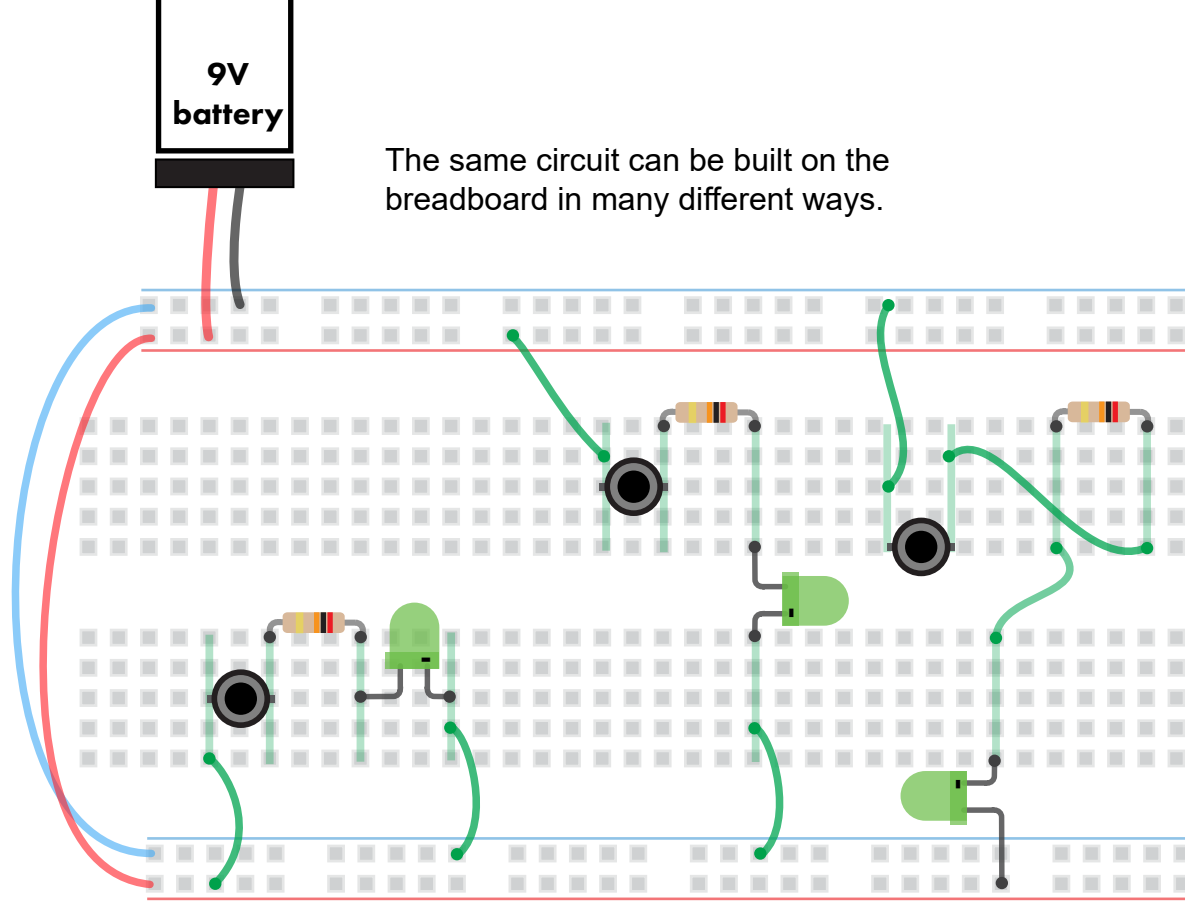 9V
battery
The same circuit can be built on the
breadboard in many different ways.